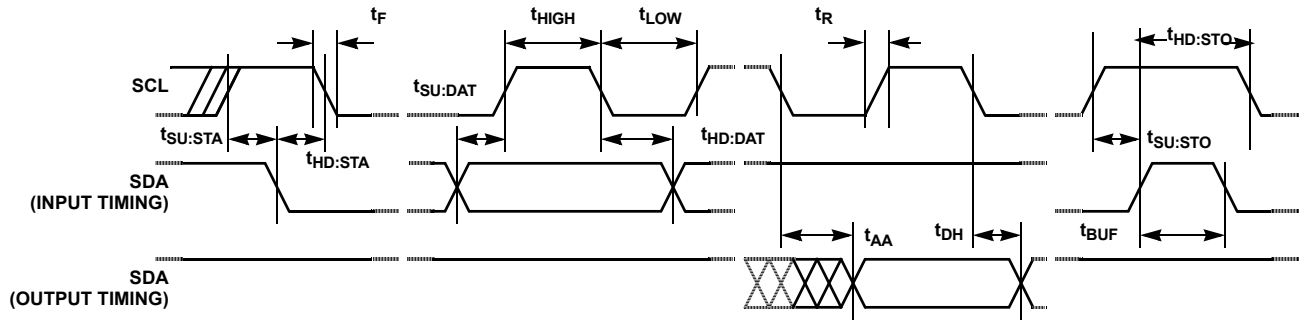 tF
tHIGH
tLOW
tR
tHD:STO
SCL
tSU:DAT
tSU:STA
tHD:STA
tHD:DAT
tSU:STO
SDA
(INPUT TIMING)
tAA
tDH
tBUF
SDA
(OUTPUT TIMING)